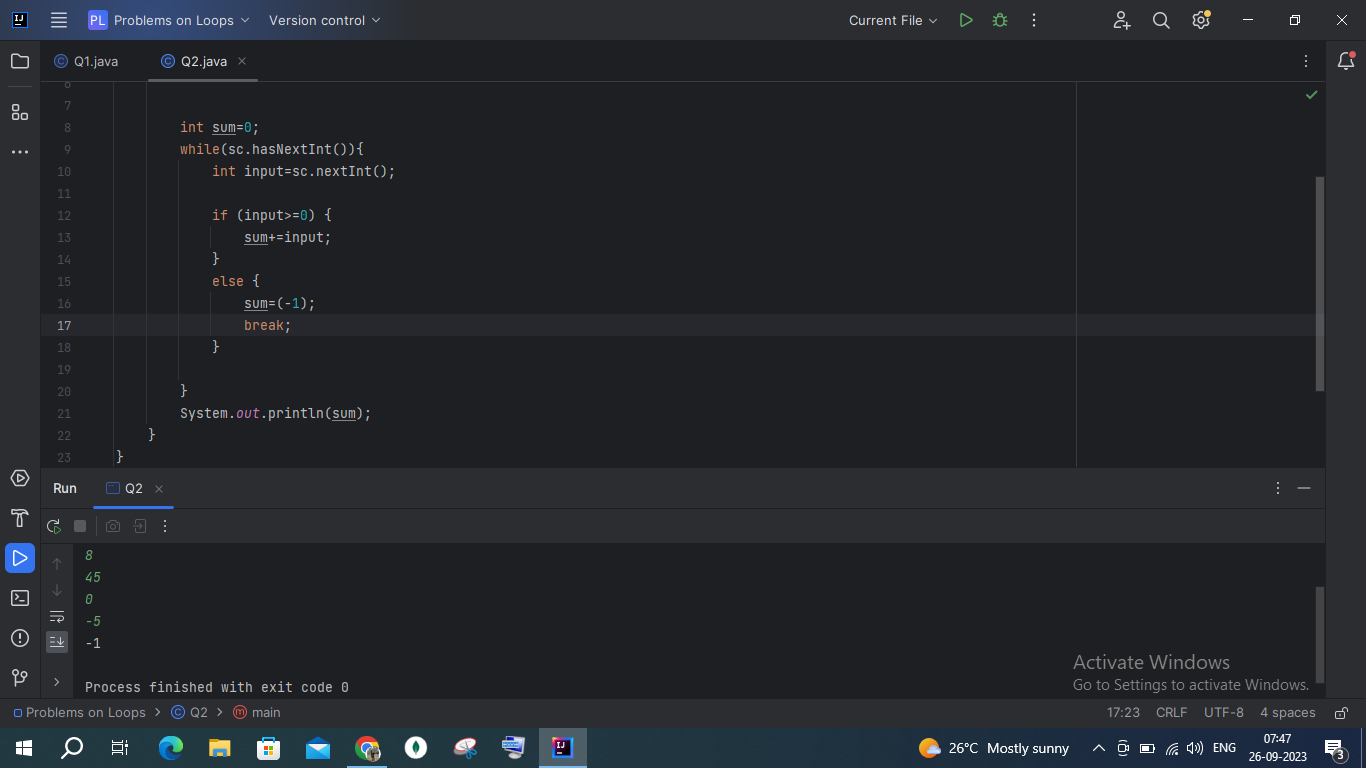 PL Problems on Loops Version control Current File
Q1.java Q2.java
6
7
8 int sum=0;
9 while(sc.hasNextInt()){
10 int input=sc.nextInt();
11
12 if (input>=0) {
13 sum+=input;
14 }
15 else {
16 sum=(-1);
17 break;
18 }
19
20 }
21 System.out.println(sum);
22 }
23 }
Run Q2
8
45
0
-5
-1
Process finished with exit code 0
Activate Windows
Go to Settings to activate Windows.
Problems on Loops > Q2 > main 17:23 CRLF UTF-8 4 spaces
26°C Mostly sunny ENG 07:47
26-09-2023 3